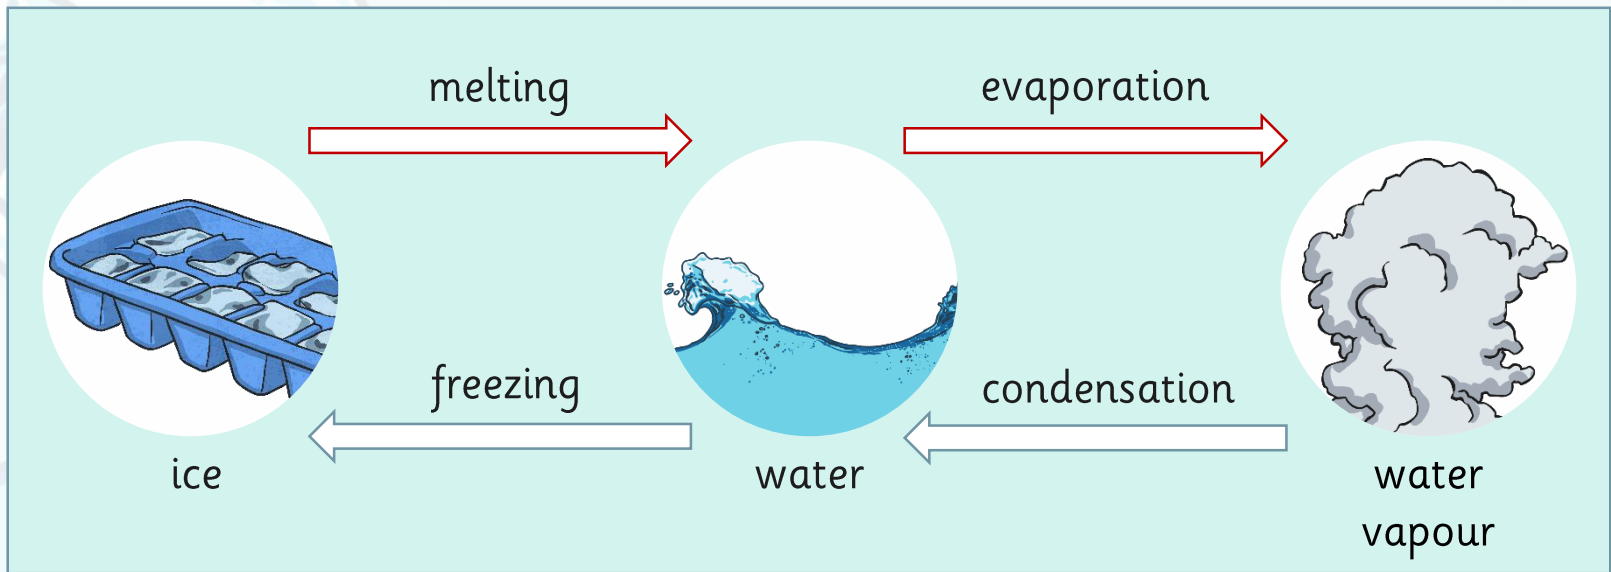 melting
evaporation
freezing
condensation
ice
water
water
vapour